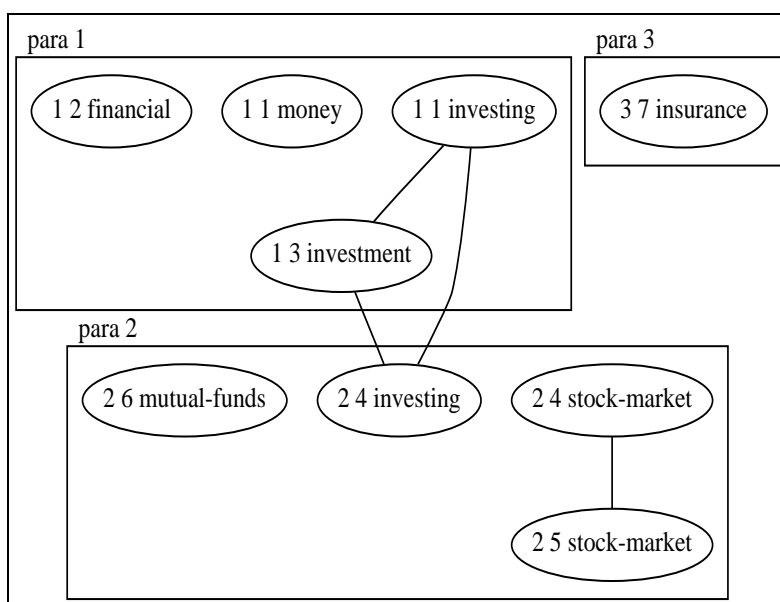 para 1
para 3
1 2 financial
1 1 money
1 1 investing
3 7 insurance
1 3 investment
para 2
2 6 mutual-funds
2 4 investing
2 4 stock-market
2 5 stock-market